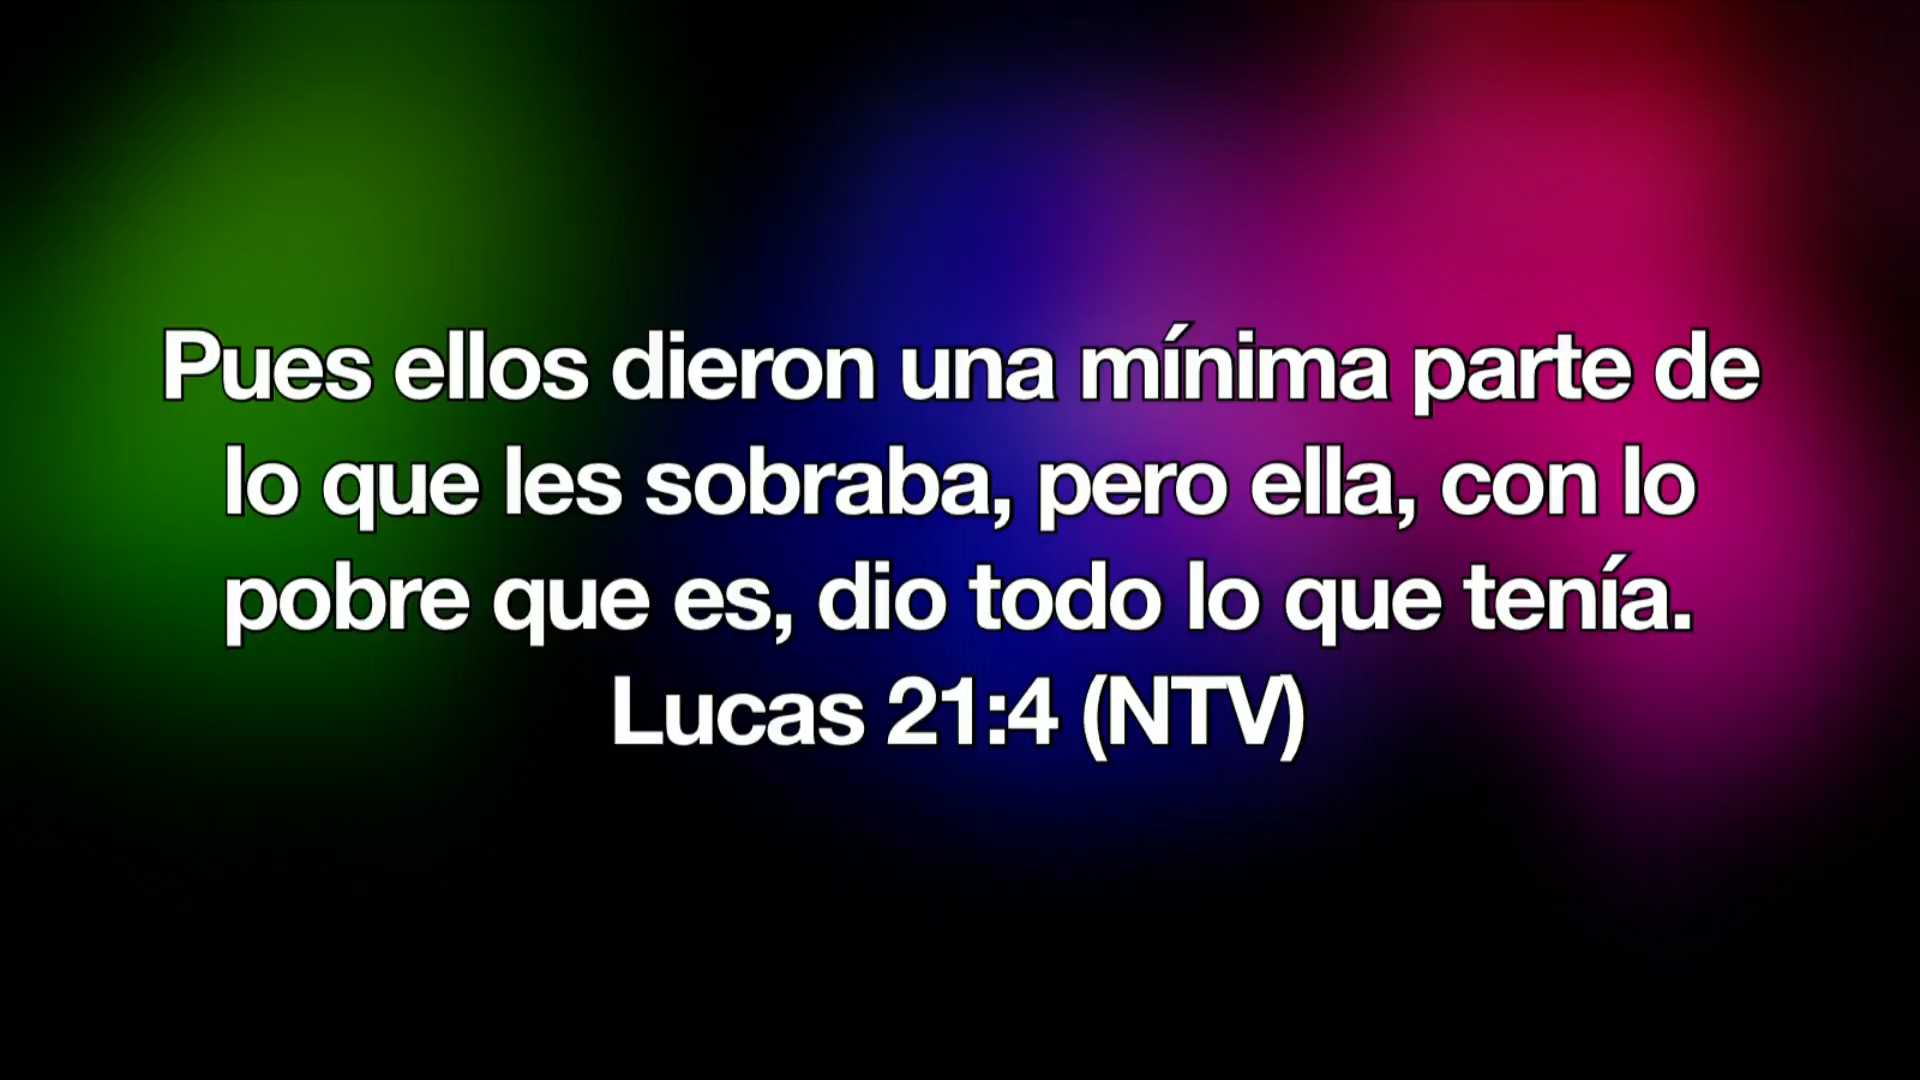 Pues ellos dieron una mínima parte de
lo que les sobraba, pero ella, con lo
pobre que es, dio todo lo que tenía.
Lucas 21:4 (NTV)